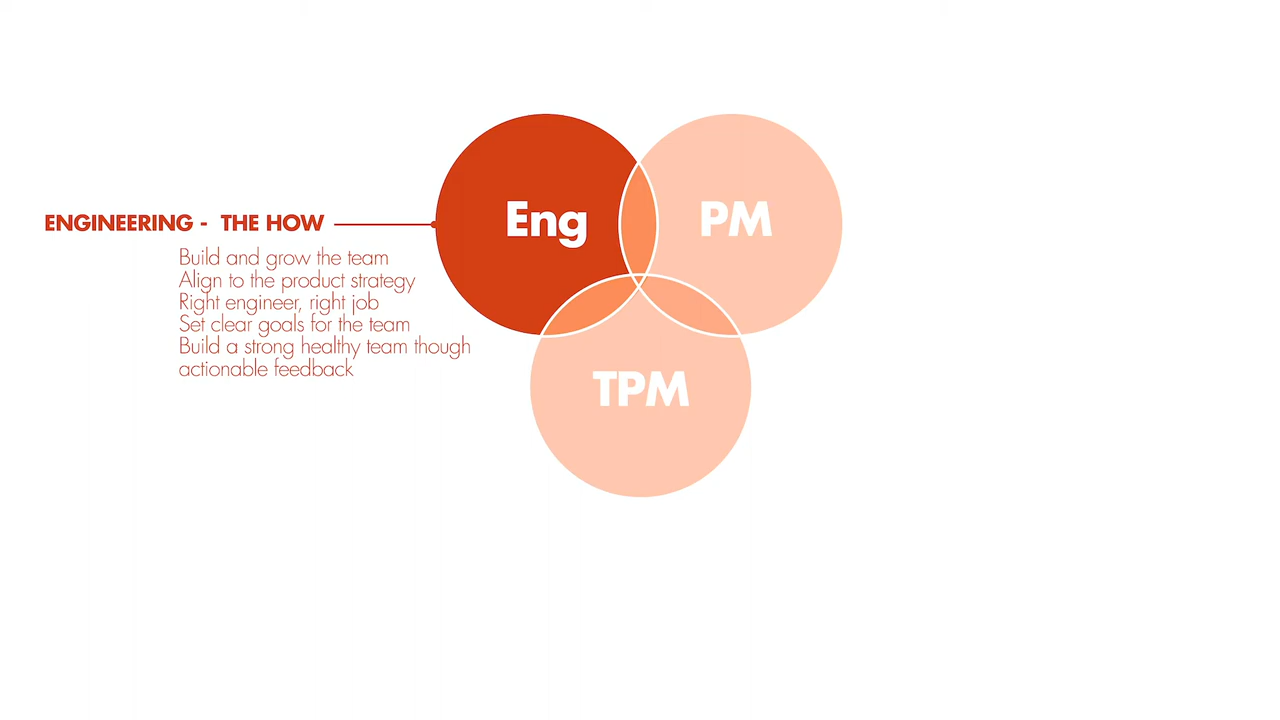 Eng
PM
ENGINEERING - THE HOW
Build and grow the team
Align to the product strategy
Right engineer, right job
Set clear goals for the team
Build a strong healthy team though
actionable feedback
TPM